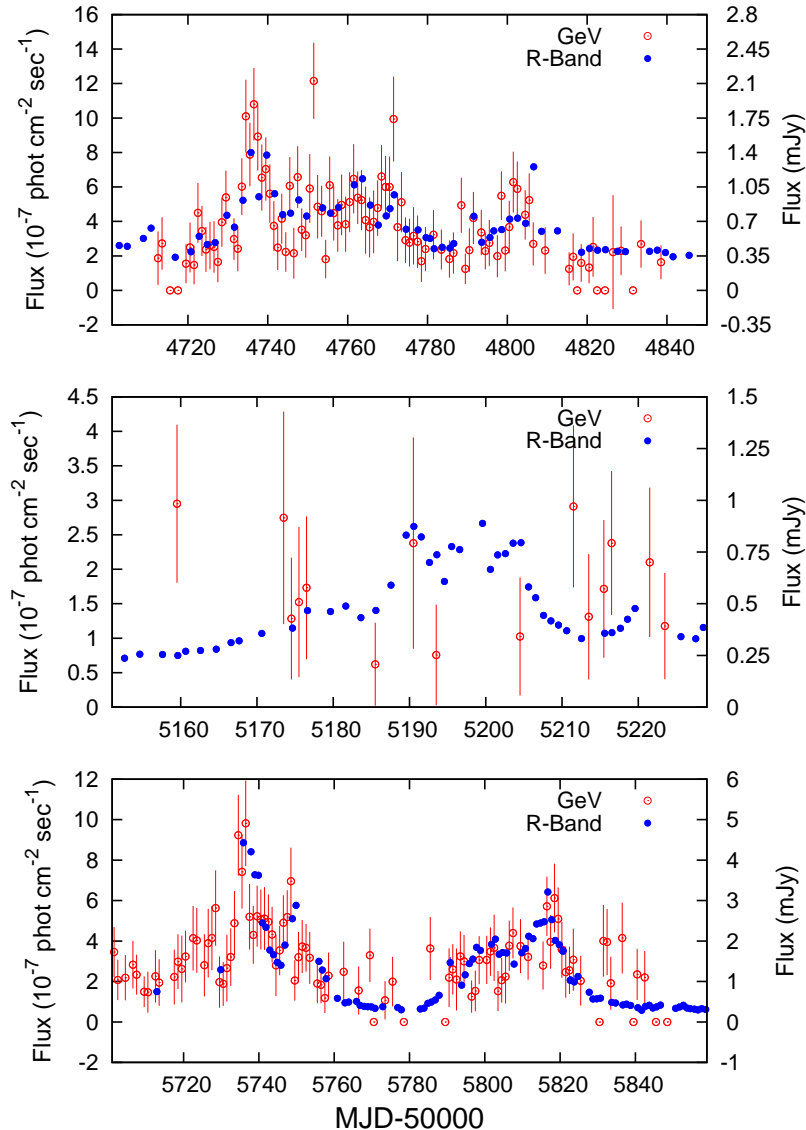 16 14 12 10 8 6 4 2 0 -2
Flux (10⁻⁷ phot cm⁻² sec⁻¹)
GeV
R-Band
2.8 2.45 2.1 1.75 1.4 1.05 0.7 0.35 0 -0.35
Flux (mJy)
4720 4740 4760 4780 4800 4820 4840
4.5 4 3.5 3 2.5 2 1.5 1 0.5 0
Flux (10⁻⁷ phot cm⁻² sec⁻¹)
GeV
R-Band
1.5 1.25 1 0.75 0.5 0.25 0
Flux (mJy)
5160 5170 5180 5190 5200 5210 5220
12 10 8 6 4 2 0 -2
Flux (10⁻⁷ phot cm⁻² sec⁻¹)
GeV
R-Band
6 5 4 3 2 1 0 -1
Flux (mJy)
5720 5740 5760 5780 5800 5820 5840
MJD-50000